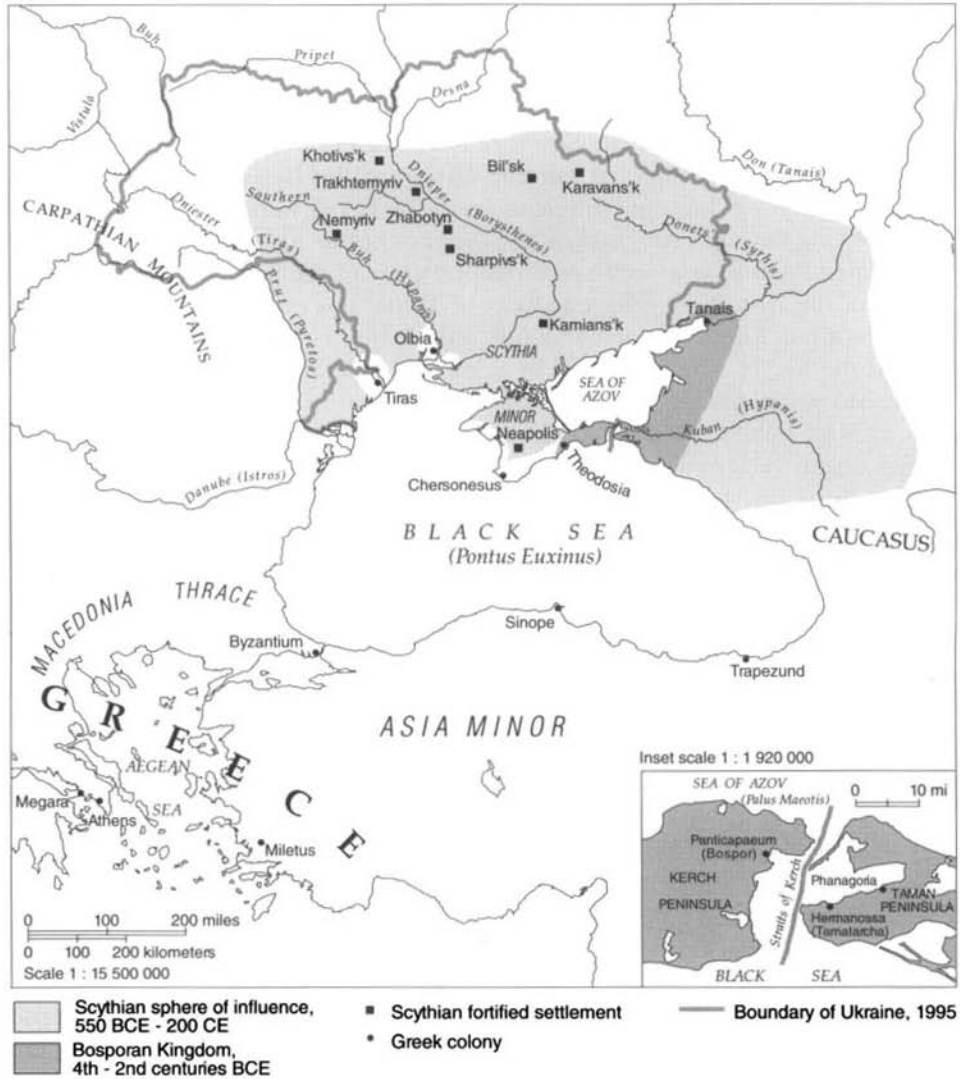 Buh
Pripet
Desna
Vistula
Don (Tanais)
Khotivs'k
Bil'sk
Karavans'k
Trakhtemyriv
Dnieper (Borysthenes)
Southern Buh (Hypanis)
Nemyriv
Zhabotyn
Sharpivs'k
Donets (Syrhis)
Dniester (Tiras)
CARPATHIAN MOUNTAINS
Prut (Pyretos)
Kamians'k
Tanais
Olbia
SCYTHIA
MINOR
SEA OF
AZOV
Tiras
Neapolis
Kuban (Hypanis)
Theodosia
Chersonesus
Danube (Istros)
CAUCASUS
BLACK SEA
(Pontus Euxinus)
MACEDONIA THRACE
Sinope
Byzantium
Trapezund
GREECE
ASIA MINOR
AEGEAN
SEA
Megara
Athens
Miletus
0 100 200 miles
0 100 200 kilometers
Scale 1 : 15 500 000
Inset scale 1 : 1 920 000
SEA OF AZOV
(Palus Maeotis)
0 10 mi
Panticapaeum
(Bospor)
KERCH
PENINSULA
Straits of Kerch
Phanagoria
TAMAN
PENINSULA
Hermanossa
(Tamatarcha)
BLACK SEA
Scythian sphere of influence,
550 BCE - 200 CE
Scythian fortified settlement
Boundary of Ukraine, 1995
Bosporan Kingdom,
4th - 2nd centuries BCE
Greek colony